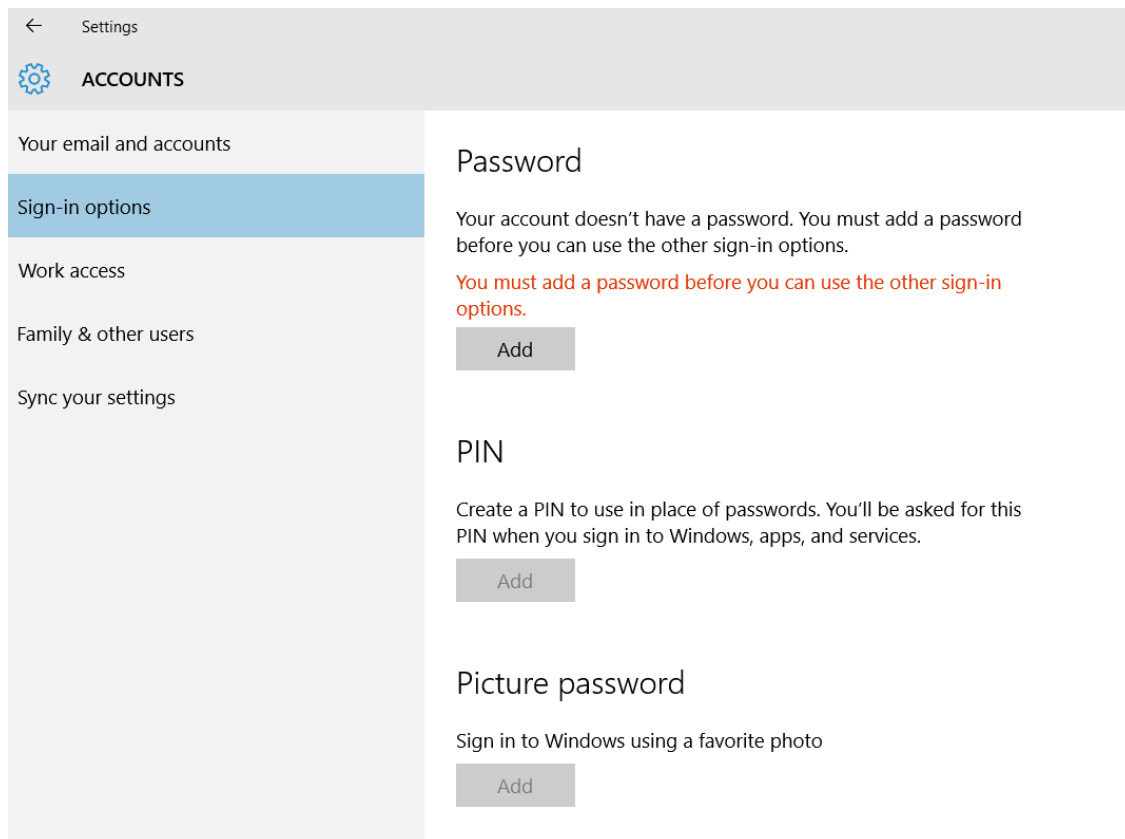 Settings
ACCOUNTS
Your email and accounts
Sign-in options
Work access
Family & other users
Sync your settings
Password
Your account doesn't have a password. You must add a password
before you can use the other sign-in options.
You must add a password before you can use the other sign-in
options.
Add
PIN
Create a PIN to use in place of passwords. You'll be asked for this
PIN when you sign in to Windows, apps, and services.
Add
Picture password
Sign in to Windows using a favorite photo
Add